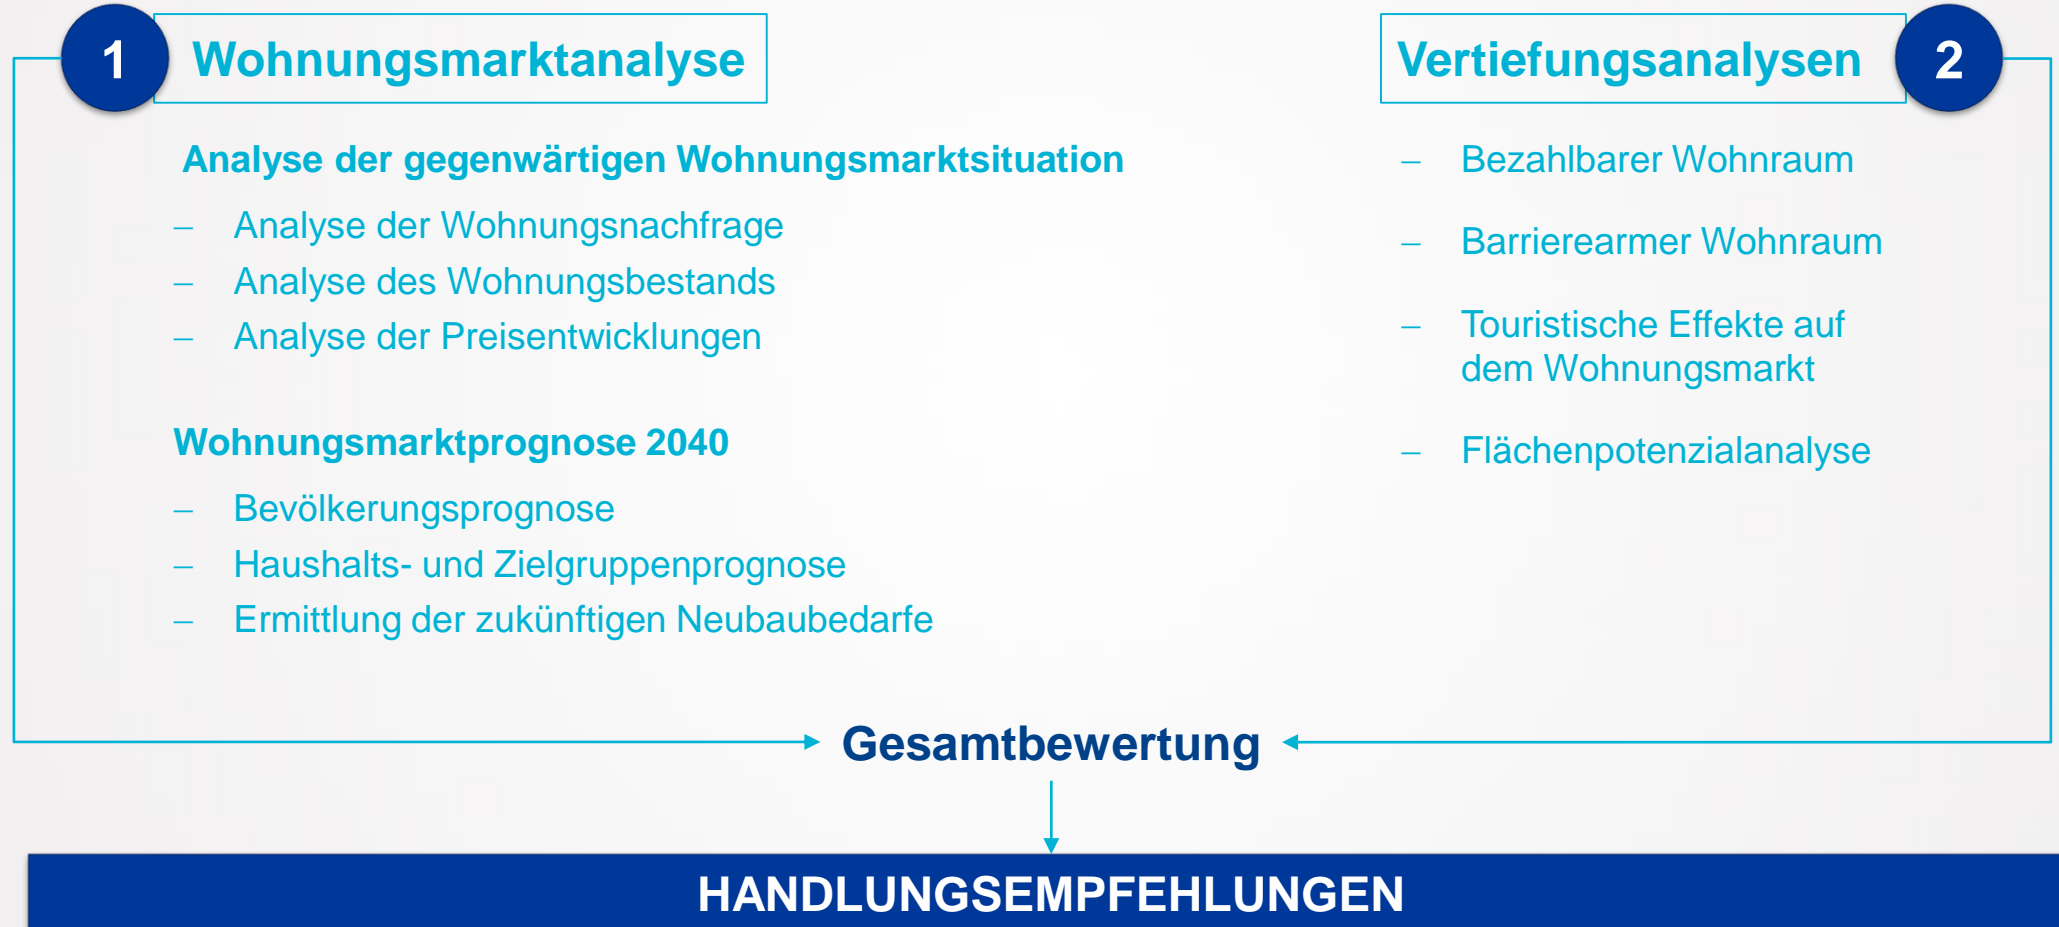 1
Wohnungsmarktanalyse
Analyse der gegenwärtigen Wohnungsmarktsituation
– Analyse der Wohnungsnachfrage
– Analyse des Wohnungsbestands
– Analyse der Preisentwicklungen
Wohnungsmarktprognose 2040
– Bevölkerungsprognose
– Haushalts- und Zielgruppenprognose
– Ermittlung der zukünftigen Neubaubedarfe
Vertiefungsanalysen
2
– Bezahlbarer Wohnraum
– Barrierearmer Wohnraum
– Touristische Effekte auf
dem Wohnungsmarkt
– Flächenpotenzialanalyse
Gesamtbewertung
HANDLUNGSEMPFEHLUNGEN